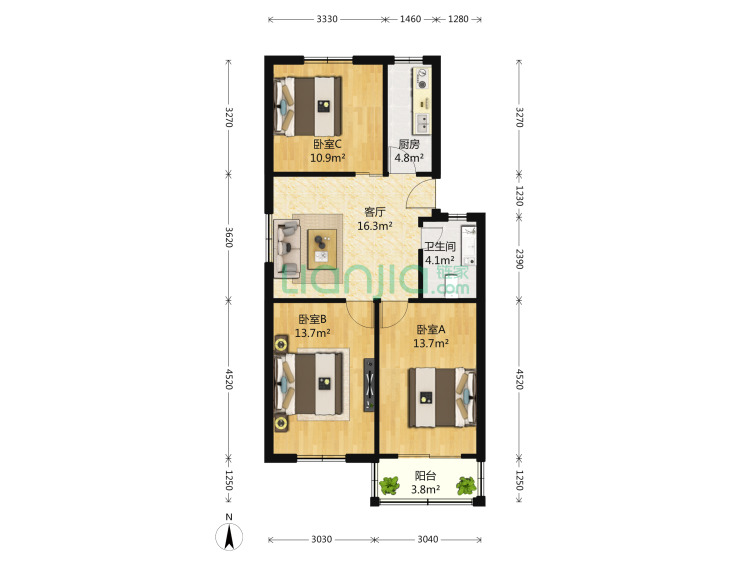 3330
1460
1280
3270
3620
4520
1250
3270
1230
2390
4520
1250
卧室C
10.9m²
厨房
4.8m²
客厅
16.3m²
卫生间
4.1m²
lianjia
链家
.com
卧室B
13.7m²
卧室A
13.7m²
阳台
3.8m²
N
3030
3040